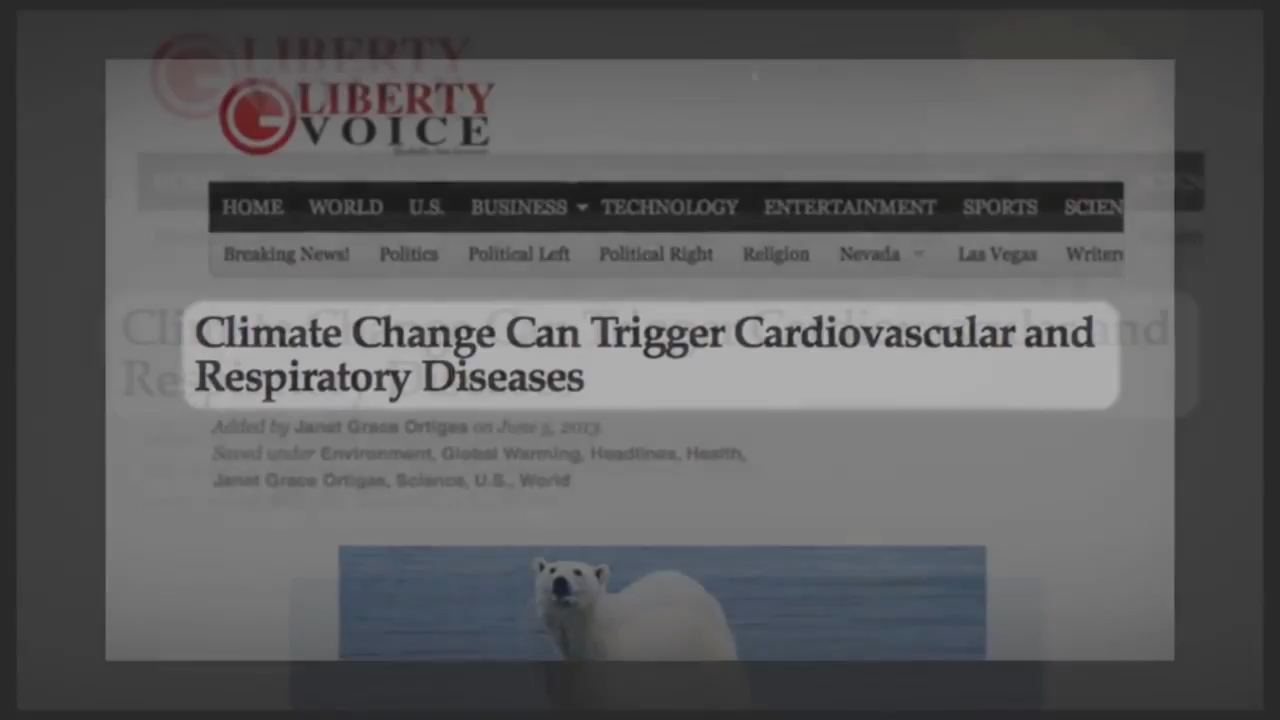 LIBERTY
VOICE
HOME WORLD U.S. BUSINESS TECHNOLOGY ENTERTAINMENT SPORTS SCIEN
Breaking News! Politics Political Left Political Right Religion Nevada Las Vegas Writers
Climate Change Can Trigger Cardiovascular and
Respiratory Diseases
Added by Janet Grace Ortigas on June 5, 2013.
Saved under Environment, Global Warming, Headlines, Health,
Janet Grace Ortigas, Science, U.S., World